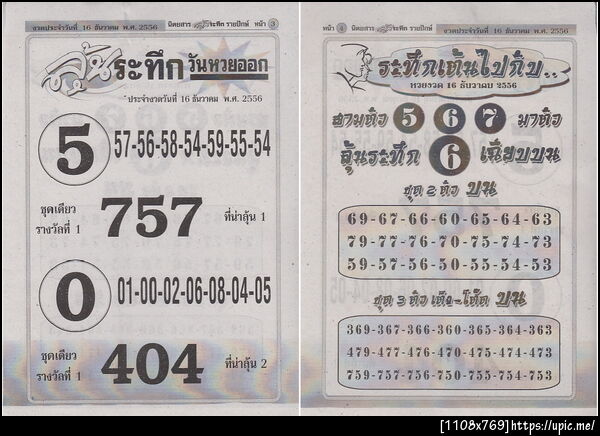 งวดประจำวันที่ 16 ธันวาคม พ.ศ. 2556 นิตยสาร ระทึก รายปักษ์ หน้า 3
ลุ้นระทึก วันหวยออก
ประจำงวดวันที่ 16 ธันวาคม พ.ศ. 2556
5 57-56-58-54-59-55-54
ชุดเดียว
รางวัลที่ 1 757 ที่น่าลุ้น 1
0 01-00-02-06-08-04-05
ชุดเดียว
รางวัลที่ 1 404 ที่น่าลุ้น 2
หน้า 4 นิตยสาร ระทึก รายปักษ์ งวดประจำวันที่ 16 ธันวาคม พ.ศ. 2556
ระทึกเต้นไปกับ..
หวยงวด 16 ธันวาคม 2556
สามตัว 5 6 7 มาตัว
ลุ้นระทึก 6 เฉียบบน
ชุด 2 ตัว บน
69-67-66-60-65-64-63
79-77-76-70-75-74-73
59-57-56-50-55-54-53
ชุด 3 ตัว เต็ง-โต๊ด บน
369-367-366-360-365-364-363
479-477-476-470-475-474-473
759-757-756-750-755-754-753
[1108x769]https://upic.me/